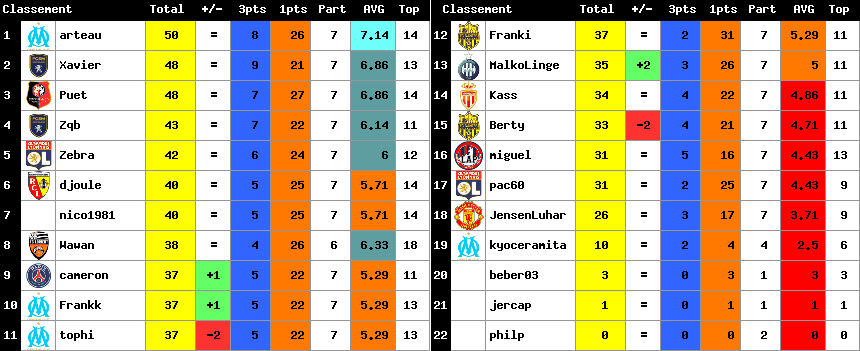 Classement Total +/- 3pts 1pts Part AVG Top
1 arteau 50 = 8 26 7 7.14 14
2 Xavier 48 = 9 21 7 6.86 13
3 Puet 48 = 7 27 7 6.86 14
4 Zqb 43 = 7 22 7 6.14 11
5 Zebra 42 = 6 24 7 6 12
6 djoule 40 = 5 25 7 5.71 14
7 nico1981 40 = 5 25 7 5.71 14
8 Wawan 38 = 4 26 6 6.33 18
9 cameron 37 +1 5 22 7 5.29 11
10 Frankk 37 +1 5 22 7 5.29 13
11 tophi 37 -2 5 22 7 5.29 13
Classement Total +/- 3pts 1pts Part AVG Top
12 Franki 37 = 2 31 7 5.29 11
13 MalkoLinge 35 +2 3 26 7 5 11
14 Kass 34 = 4 22 7 4.86 11
15 Berty 33 -2 4 21 7 4.71 11
16 miguel 31 = 5 16 7 4.43 13
17 pac60 31 = 2 25 7 4.43 9
18 JensenLuhar 26 = 3 17 7 3.71 9
19 kyoceramita 10 = 2 4 4 2.5 6
20 beber03 3 = 0 3 1 3 3
21 jercap 1 = 0 1 1 1 1
22 philp 0 = 0 0 2 0 0